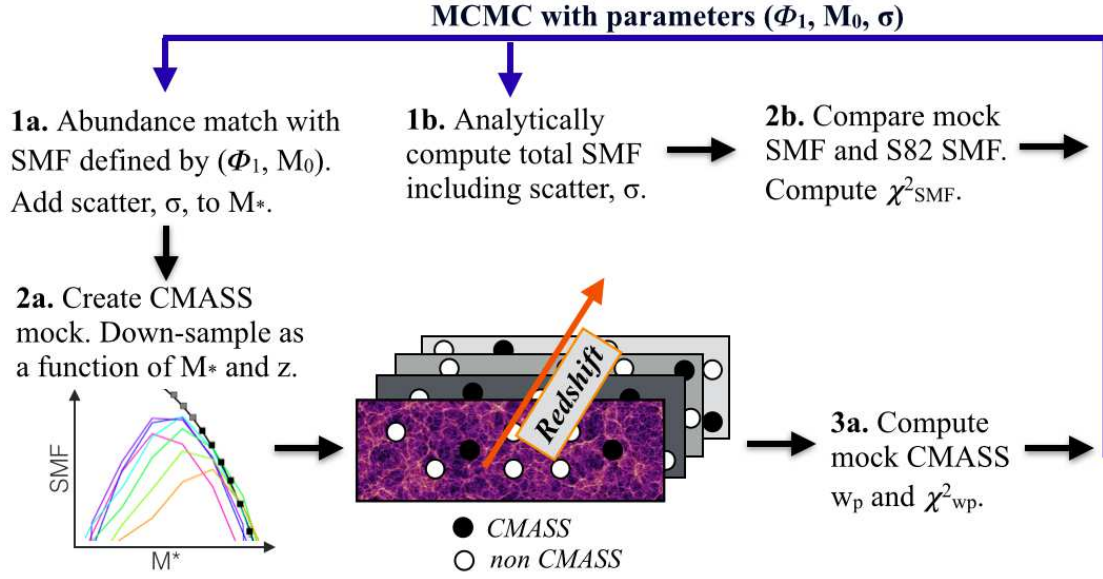 MCMC with parameters (Φ₁, M₀, σ)
1a. Abundance match with
SMF defined by (Φ₁, M₀).
Add scatter, σ, to M*.
1b. Analytically
compute total SMF
including scatter, σ.
2b. Compare mock
SMF and S82 SMF.
Compute χ²SMF.
2a. Create CMASS
mock. Down-sample as
a function of M* and z.
SMF
M*
Redshift
CMASS
non CMASS
3a. Compute
mock CMASS
wₚ and χ²wp.